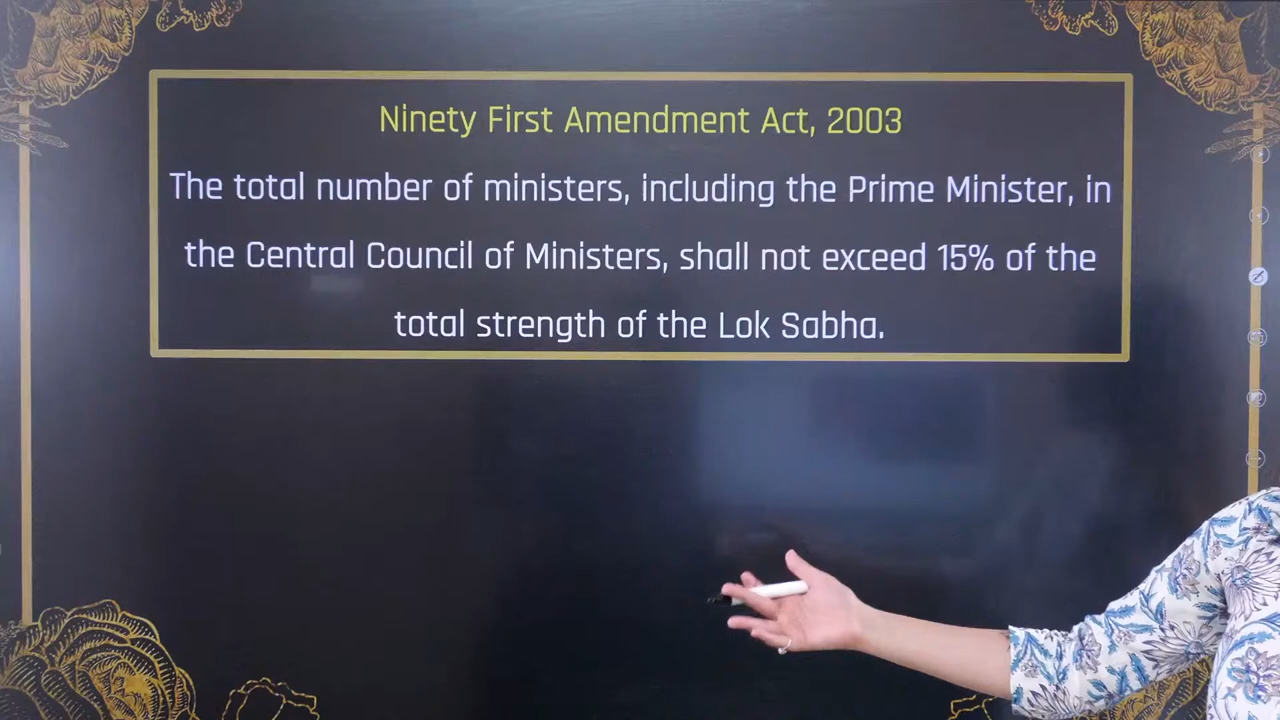 Ninety First Amendment Act, 2003
The total number of ministers, including the Prime Minister, in
the Central Council of Ministers, shall not exceed 15% of the
total strength of the Lok Sabha.